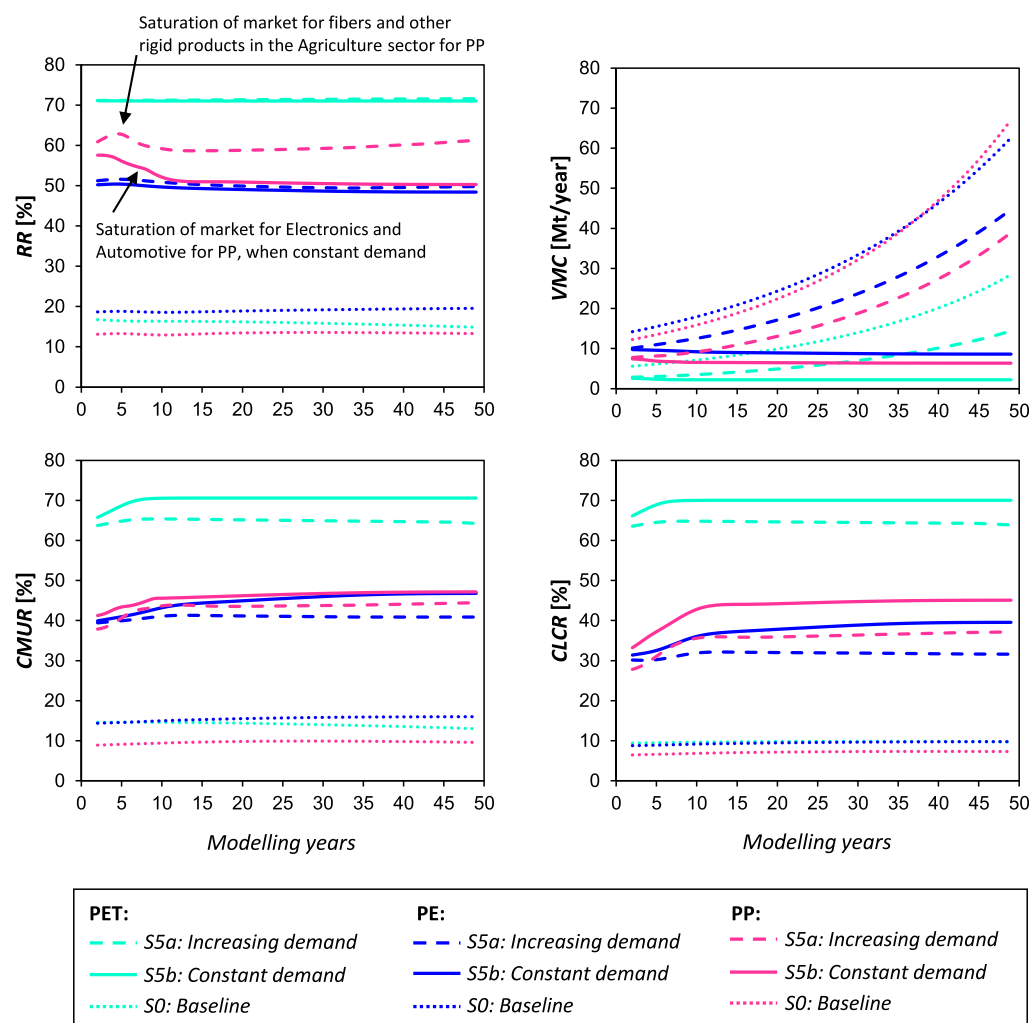 Saturation of market for fibers and other
rigid products in the Agriculture sector for PP
80
70
60
50
40
30
20
10
0
RR [%]
Saturation of market for Electronics and
Automotive for PP, when constant demand
0 5 10 15 20 25 30 35 40 45 50
80
70
60
50
40
30
20
10
0
VMC [Mt/year]
0 5 10 15 20 25 30 35 40 45 50
80
70
60
50
40
30
20
10
0
CMUR [%]
0 5 10 15 20 25 30 35 40 45 50
Modelling years
80
70
60
50
40
30
20
10
0
CLCR [%]
0 5 10 15 20 25 30 35 40 45 50
Modelling years
PET:
S5a: Increasing demand
S5b: Constant demand
S0: Baseline
PE:
S5a: Increasing demand
S5b: Constant demand
S0: Baseline
PP:
S5a: Increasing demand
S5b: Constant demand
S0: Baseline